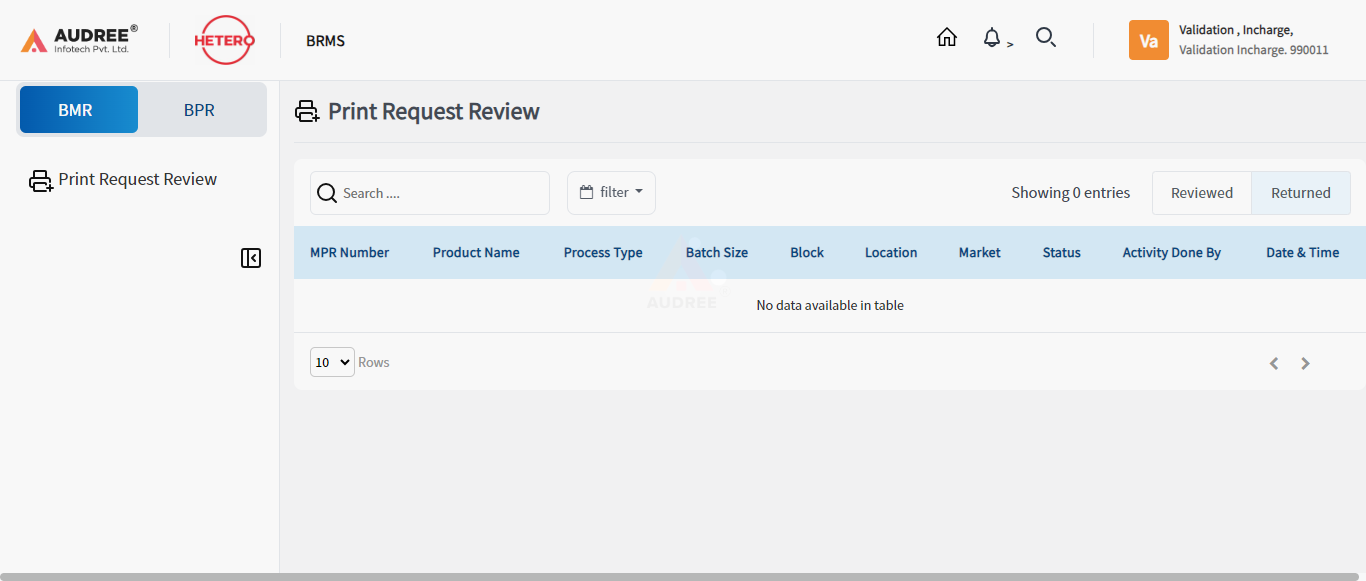 AUDREE®
Infotech Pvt. Ltd.
HETERO
BRMS
>
Va
Validation , Incharge,
Validation Incharge. 990011
BMR
BPR
Print Request Review
Print Request Review
Search ....
filter
Showing 0 entries
Reviewed
Returned
MPR Number Product Name Process Type Batch Size Block Location Market Status Activity Done By Date & Time
AUDREE
No data available in table
10 Rows